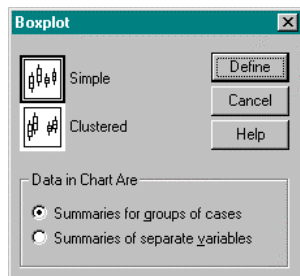 Boxplot
Simple
Clustered
Define
Cancel
Help
Data in Chart Are
Summaries for groups of cases
Summaries of separate variables